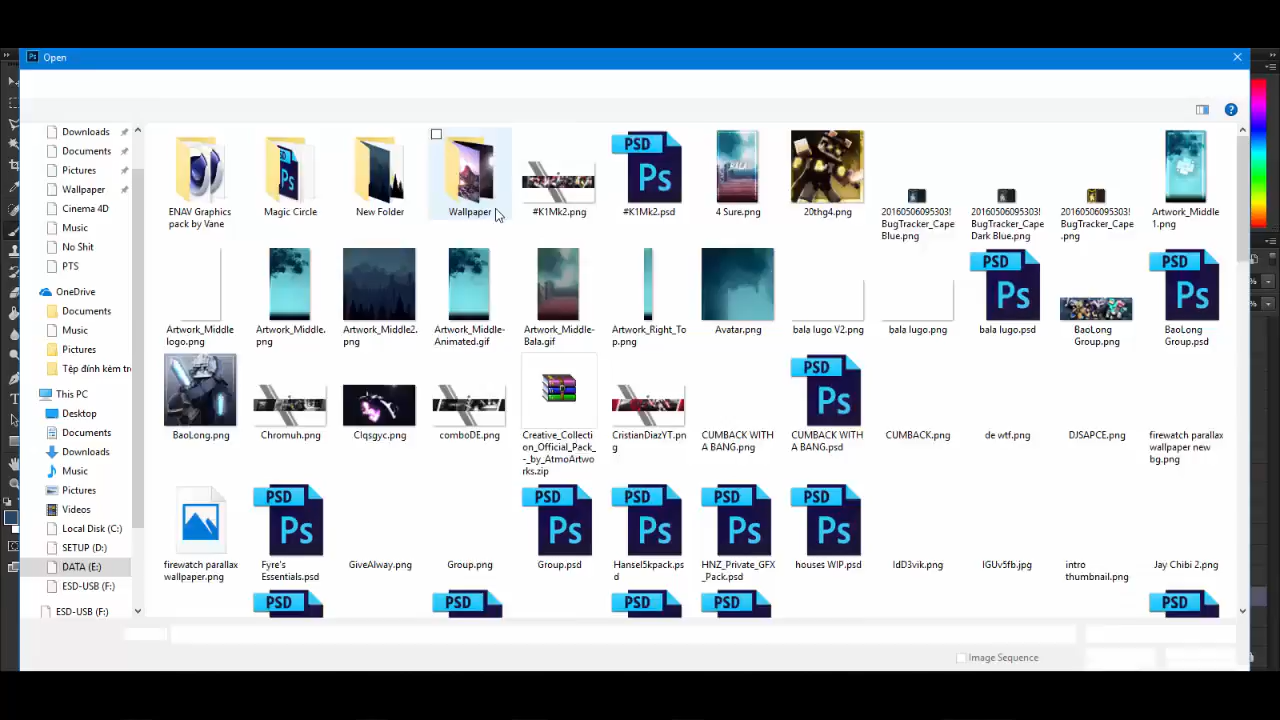 Open
Downloads
Documents
Pictures
Wallpaper
Cinema 4D
Music
No Shit
PTS
OneDrive
Documents
Music
Pictures
Tệp đính kèm tr
This PC
Desktop
Documents
Downloads
Music
Pictures
Videos
Local Disk (C:)
SETUP (D:)
DATA (E:)
ESD-USB (F:)
ESD-USB (F:)
ENAV Graphics
pack by Vane
Magic Circle
New Folder
Wallpaper
#K1Mk2.png
#K1Mk2.psd
4 Sure.png
20thg4.png
20160506095303!
BugTracker_Cape
Blue.png
20160506095303!
BugTracker_Cape
Dark Blue.png
20160506095303!
BugTracker_Cape
.png
Artwork_Middle
1.png
Artwork_Middle
logo.png
Artwork_Middle.
png
Artwork_Middle2.
png
Artwork_Middle-
Animated.gif
Artwork_Middle-
Bala.gif
Artwork_Right_To
p.png
Avatar.png
bala lugo V2.png
bala lugo.png
bala lugo.psd
BaoLong
Group.png
BaoLong
Group.psd
BaoLong.png
Chromuh.png
Clqsgyc.png
comboDE.png
Creative_Collecti
on_Official_Pack_
-_by_AtmoArtwo
rks.zip
CristianDiazYT.pn
g
CUMBACK WITH
A BANG.png
CUMBACK WITH
A BANG.psd
CUMBACK.png
de wtf.png
DJSAPCE.png
firewatch parallax
wallpaper new
bg.png
firewatch parallax
wallpaper.png
Fyre's
Essentials.psd
GiveAlway.png
Group.png
Group.psd
Hansel5kpack.ps
d
HNZ_Private_GFX
_Pack.psd
houses WIP.psd
IdD3vik.png
IGUv5fb.jpg
intro
thumbnail.png
Jay Chibi 2.png
Image Sequence